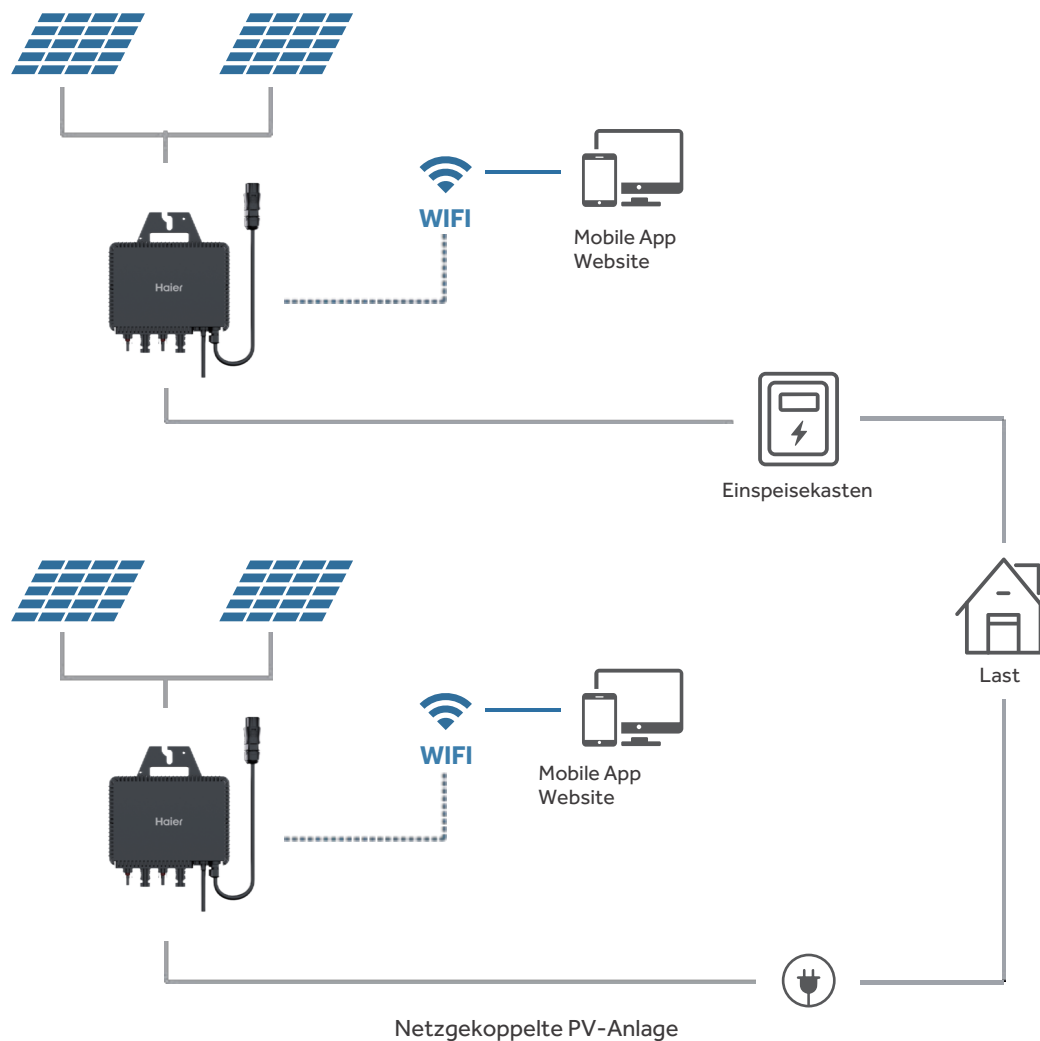 WIFI
Mobile App
Website
Haier
Einspeisekasten
Last
WIFI
Mobile App
Website
Haier
Netzgekoppelte PV-Anlage